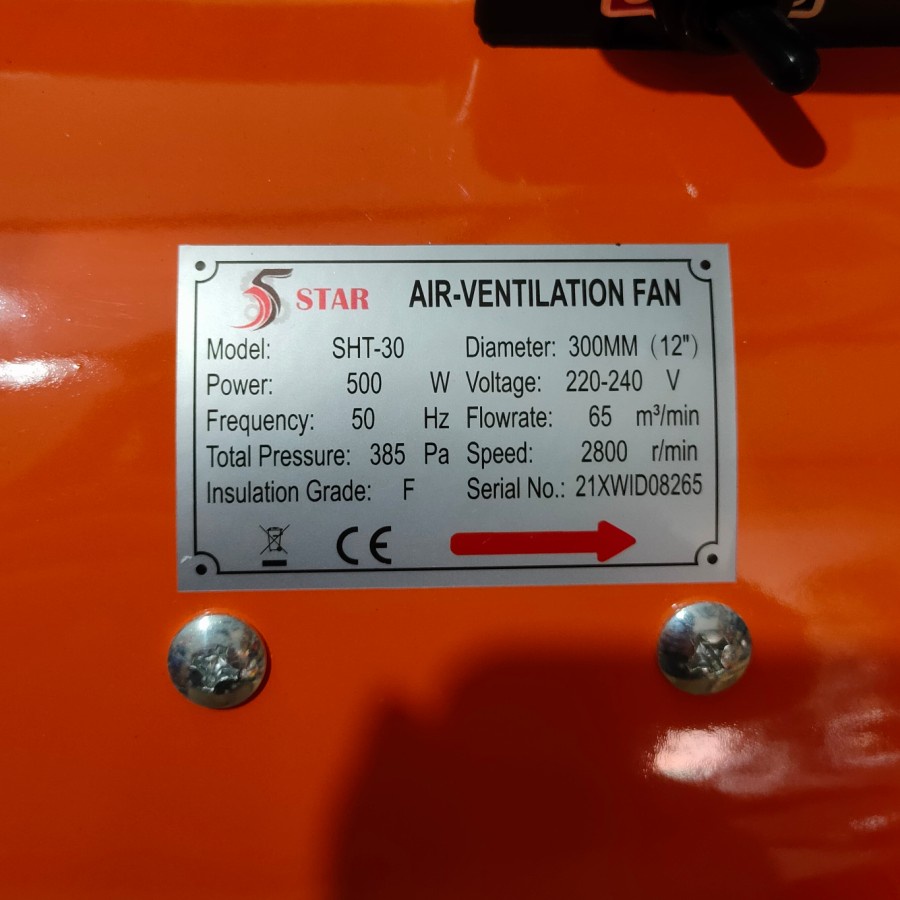 5 STAR AIR-VENTILATION FAN
Model: SHT-30 Diameter: 300MM (12")
Power: 500 W Voltage: 220-240 V
Frequency: 50 Hz Flowrate: 65 m³/min
Total Pressure: 385 Pa Speed: 2800 r/min
Insulation Grade: F Serial No.: 21XWID08265
CE